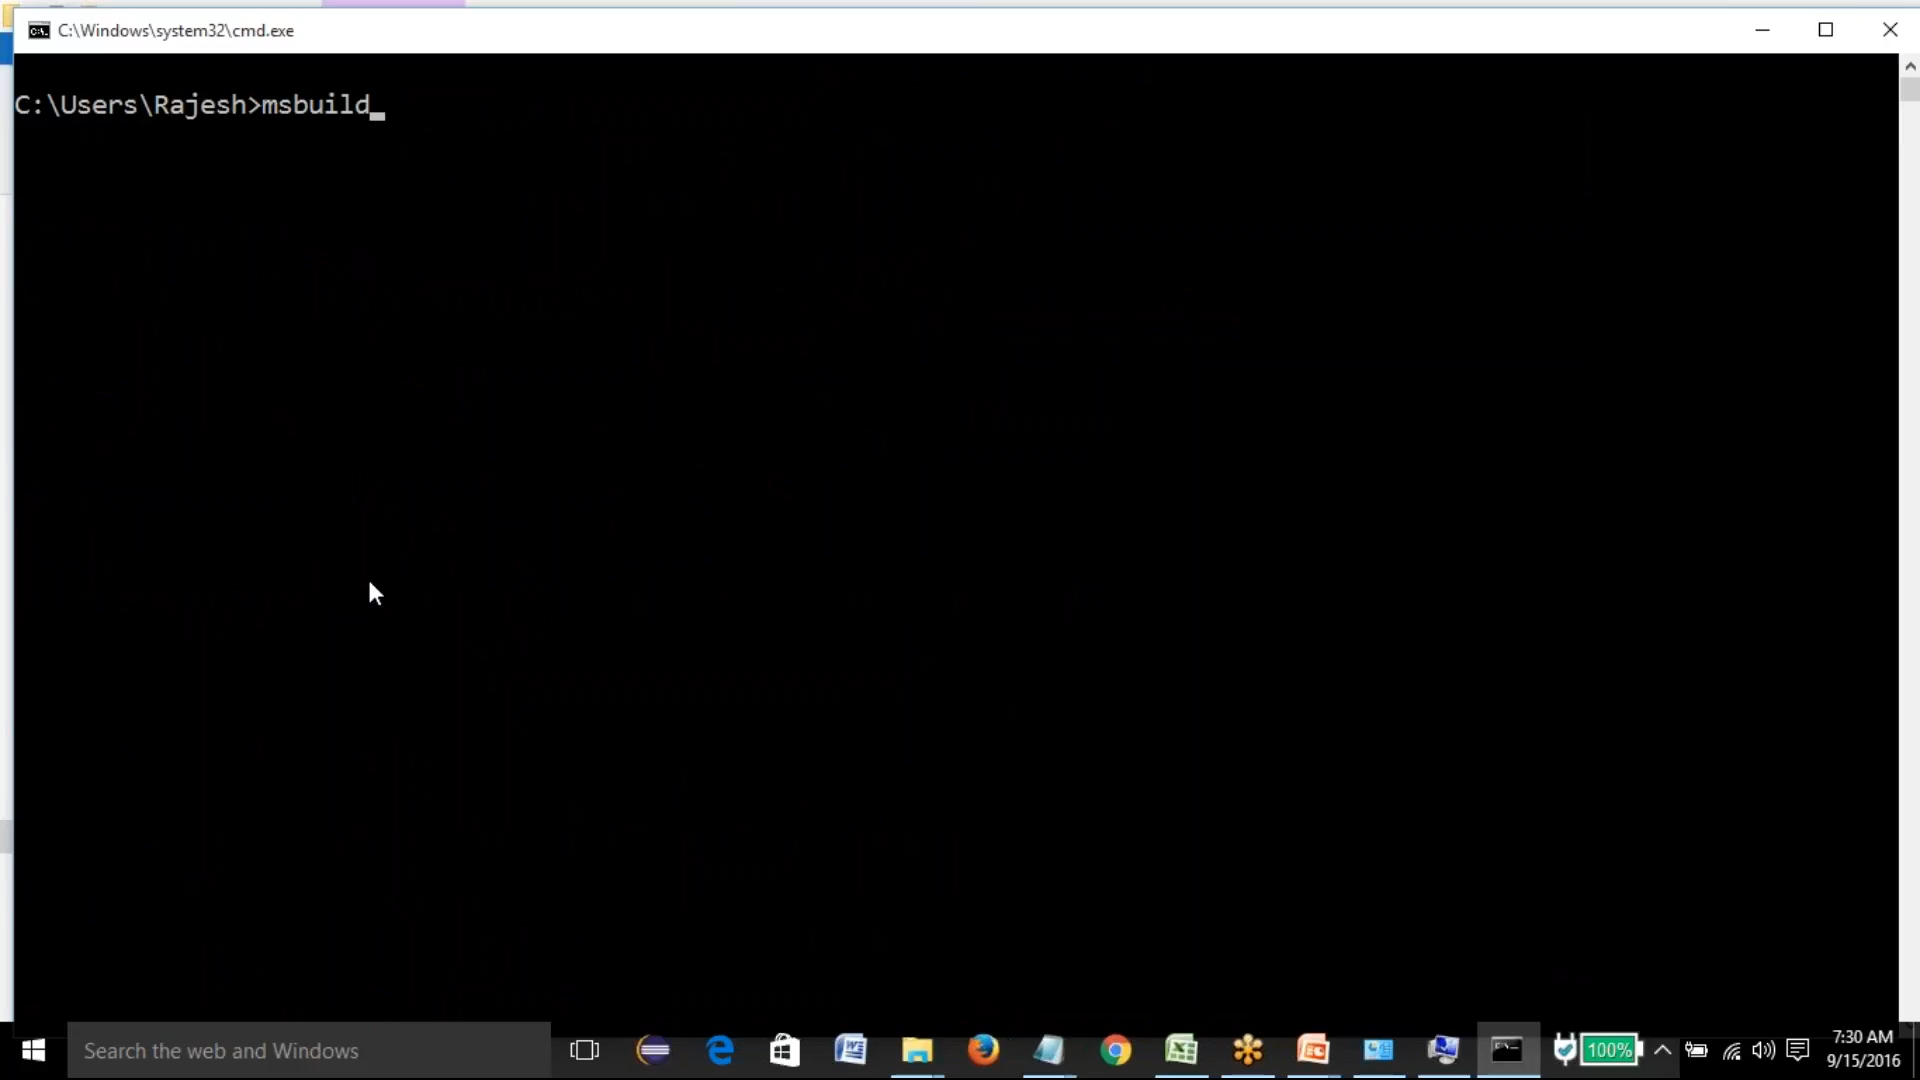 C:\Windows\system32\cmd.exe
C:\Users\Rajesh>msbuild
Search the web and Windows
100%
7:30 AM
9/15/2016